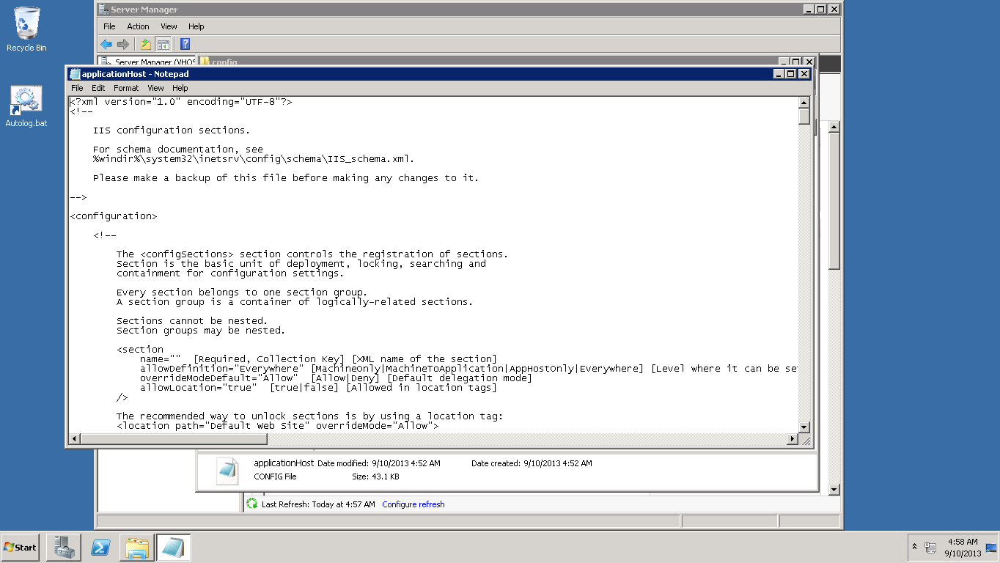 Recycle Bin
Autolog.bat
Server Manager
File Action View Help
Server Manager (VHOS
config
applicationHost - Notepad
File Edit Format View Help
<?xml version="1.0" encoding="UTF-8"?>
<!--
IIS configuration sections.
For schema documentation, see
%windir%\system32\inetsrv\config\schema\IIS_schema.xml.
Please make a backup of this file before making any changes to it.
-->
<configuration>
<!--
The <configSections> section controls the registration of sections.
Section is the basic unit of deployment, locking, searching and
containment for configuration settings.
Every section belongs to one section group.
A section group is a container of logically-related sections.
Sections cannot be nested.
Section groups may be nested.
<section
name="" [Required, Collection Key] [XML name of the section]
allowDefinition="Everywhere" [MachineOnly|MachineToApplication|AppHostOnly|Everywhere] [Level where it can be se
overrideModeDefault="Allow" [Allow|Deny] [Default delegation mode]
allowLocation="true" [true|false] [Allowed in location tags]
/>
The recommended way to unlock sections is by using a location tag:
<location path="Default Web Site" overrideMode="Allow">
applicationHost Date modified: 9/10/2013 4:52 AM Date created: 9/10/2013 4:52 AM
CONFIG File Size: 43.1 KB
Last Refresh: Today at 4:57 AM Configure refresh
Start
4:58 AM
9/10/2013